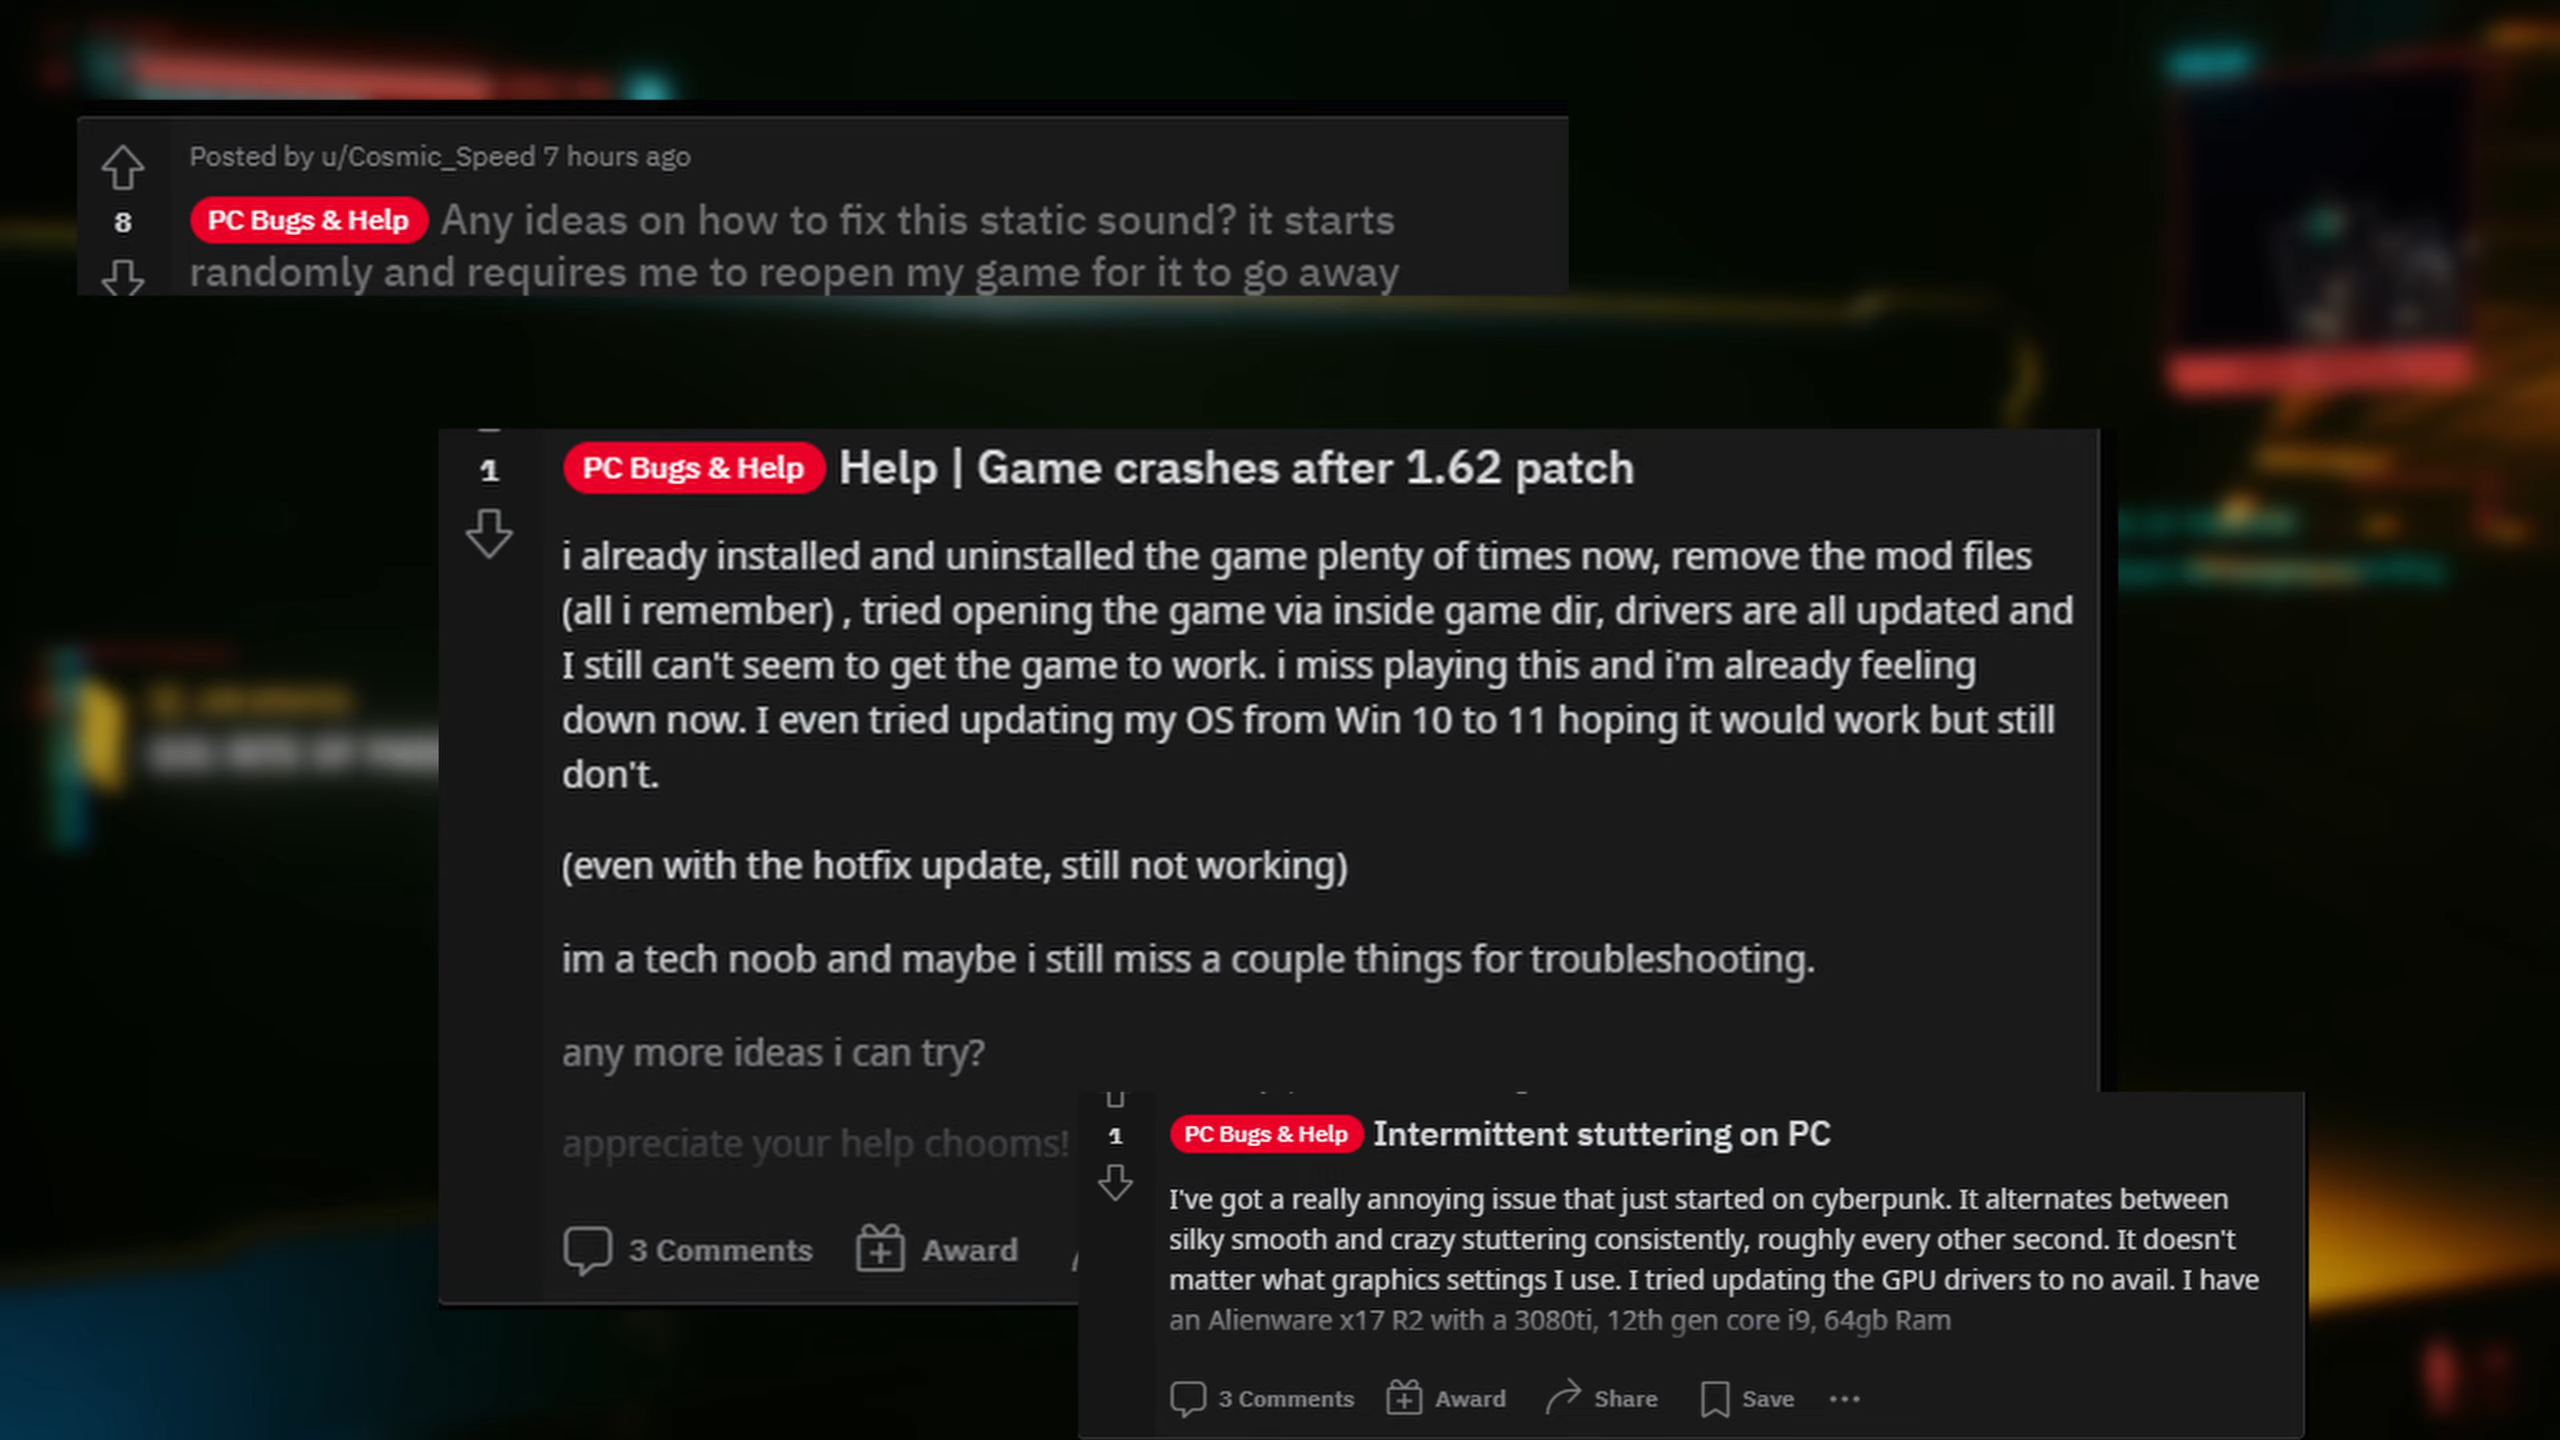 Posted by u/Cosmic_Speed 7 hours ago
8
PC Bugs & Help Any ideas on how to fix this static sound? it starts
randomly and requires me to reopen my game for it to go away
1
PC Bugs & Help Help | Game crashes after 1.62 patch
i already installed and uninstalled the game plenty of times now, remove the mod files
(all i remember) , tried opening the game via inside game dir, drivers are all updated and
I still can't seem to get the game to work. i miss playing this and i'm already feeling
down now. I even tried updating my OS from Win 10 to 11 hoping it would work but still
don't.
(even with the hotfix update, still not working)
im a tech noob and maybe i still miss a couple things for troubleshooting.
any more ideas i can try?
appreciate your help chooms!
3 Comments Award
1
PC Bugs & Help Intermittent stuttering on PC
I've got a really annoying issue that just started on cyberpunk. It alternates between
silky smooth and crazy stuttering consistently, roughly every other second. It doesn't
matter what graphics settings I use. I tried updating the GPU drivers to no avail. I have
an Alienware x17 R2 with a 3080ti, 12th gen core i9, 64gb Ram
3 Comments Award Share Save